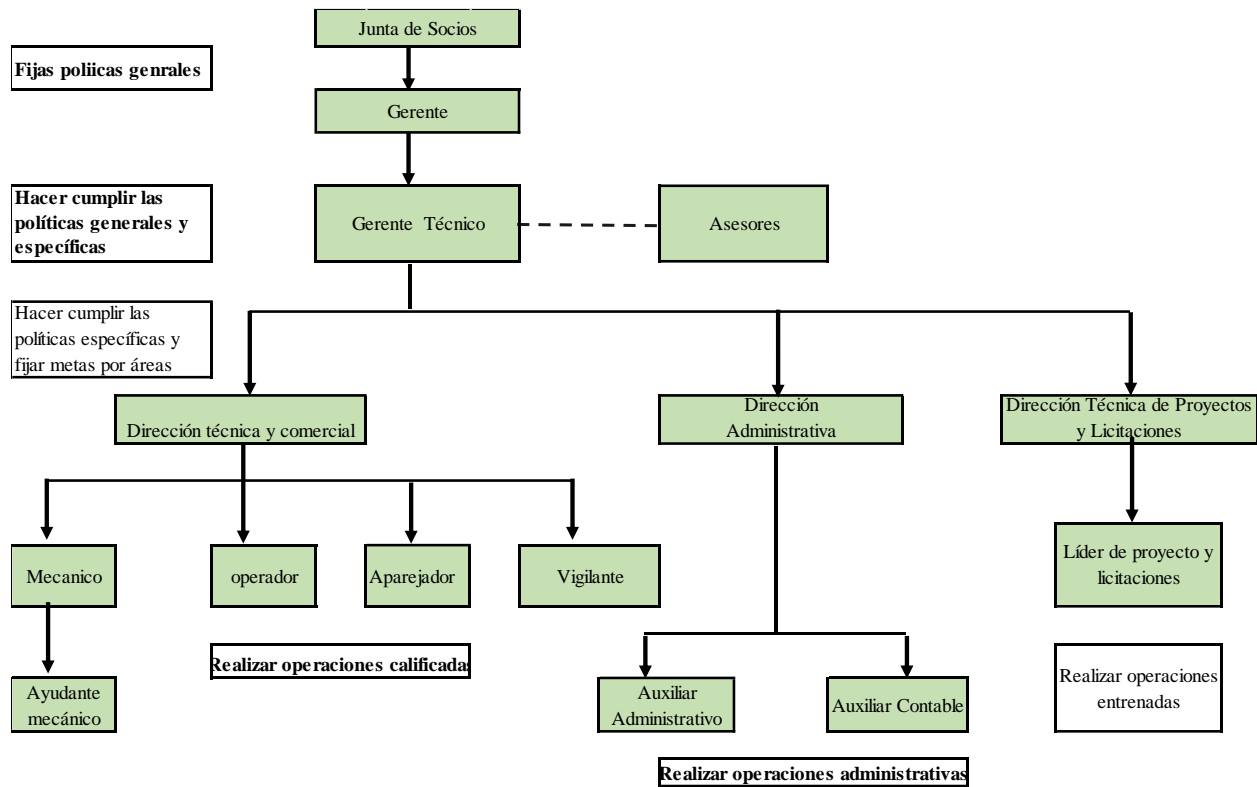 Junta de Socios
Fijas poliicas genrales
Gerente
Hacer cumplir las
políticas generales y
específicas
Gerente Técnico
Asesores
Hacer cumplir las
políticas específicas y
fijar metas por áreas
Dirección técnica y comercial
Dirección
Administrativa
Dirección Técnica de Proyectos
y Licitaciones
Mecanico
operador
Aparejador
Vigilante
Líder de proyecto y
licitaciones
Realizar operaciones calificadas
Ayudante
mecánico
Auxiliar
Administrativo
Auxiliar Contable
Realizar operaciones
entrenadas
Realizar operaciones administrativas